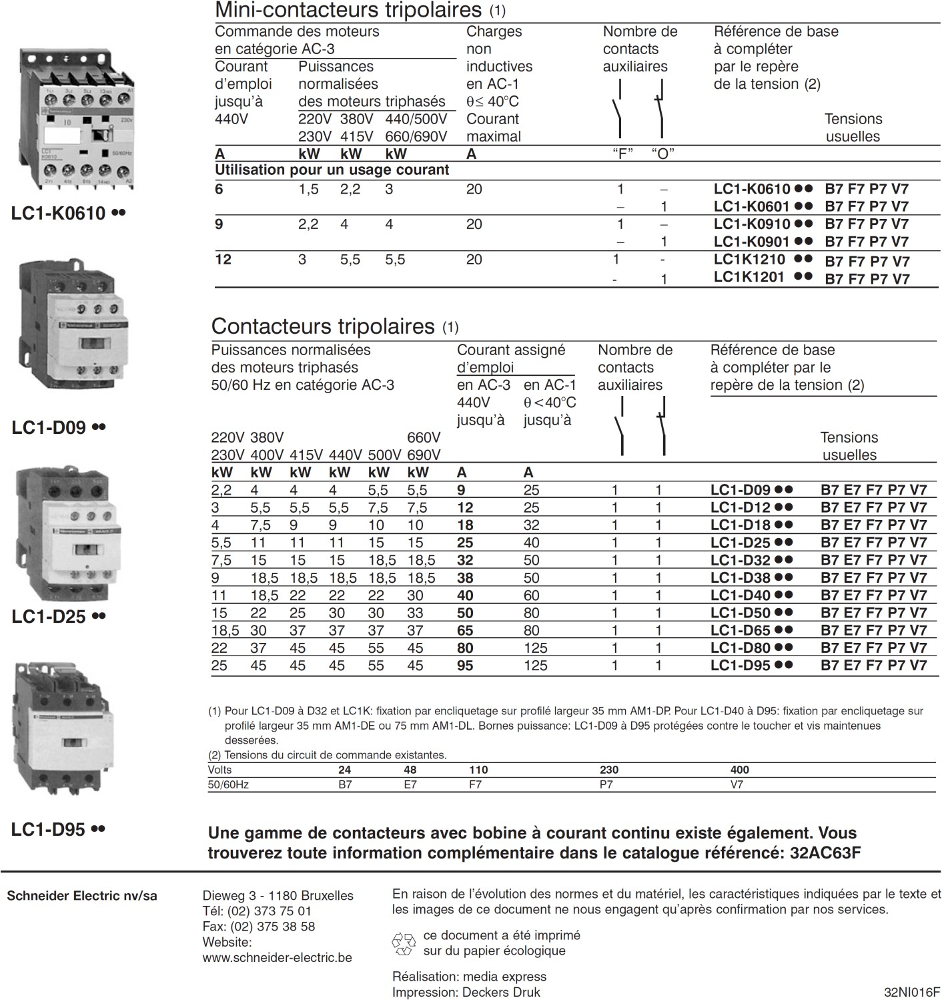 Mini-contacteurs tripolaires (1)
Commande des moteurs en catégorie AC-3
Charges non inductives en AC-1 θ≤ 40°C Courant maximal
Nombre de contacts auxiliaires
Référence de base à compléter par le repère de la tension (2)
Courant d’emploi jusqu’à 440V
Puissances normalisées des moteurs triphasés
220V 380V 440/500V
230V 415V 660/690V
Tensions usuelles
A kW kW kW A “F” “O”
Utilisation pour un usage courant
6 1,5 2,2 3 20 1 – LC1-K0610 ●● B7 F7 P7 V7
– 1 LC1-K0601 ●● B7 F7 P7 V7
9 2,2 4 4 20 1 – LC1-K0910 ●● B7 F7 P7 V7
– 1 LC1-K0901 ●● B7 F7 P7 V7
12 3 5,5 5,5 20 1 - LC1K1210 ●● B7 F7 P7 V7
- 1 LC1K1201 ●● B7 F7 P7 V7
1L1 3L2 5L3 13NO A1
10
230v
LC1
K0610
50/60Hz
2T1 4T2 6T3 14NO A2
LC1-K0610 ●●
LC1-D09 ●●
LC1-D25 ●●
LC1-D95 ●●
Contacteurs tripolaires (1)
Puissances normalisées des moteurs triphasés 50/60 Hz en catégorie AC-3
Courant assigné d’emploi
en AC-3 440V jusqu’à
en AC-1 θ <40°C jusqu’à
Nombre de contacts auxiliaires
Référence de base à compléter par le repère de la tension (2)
220V 380V 660V
230V 400V 415V 440V 500V 690V
Tensions usuelles
kW kW kW kW kW kW A A
2,2 4 4 4 5,5 5,5 9 25 1 1 LC1-D09 ●● B7 E7 F7 P7 V7
3 5,5 5,5 5,5 7,5 7,5 12 25 1 1 LC1-D12 ●● B7 E7 F7 P7 V7
4 7,5 9 9 10 10 18 32 1 1 LC1-D18 ●● B7 E7 F7 P7 V7
5,5 11 11 11 15 15 25 40 1 1 LC1-D25 ●● B7 E7 F7 P7 V7
7,5 15 15 15 18,5 18,5 32 50 1 1 LC1-D32 ●● B7 E7 F7 P7 V7
9 18,5 18,5 18,5 18,5 18,5 38 50 1 1 LC1-D38 ●● B7 E7 F7 P7 V7
11 18,5 22 22 22 30 40 60 1 1 LC1-D40 ●● B7 E7 F7 P7 V7
15 22 25 30 30 33 50 80 1 1 LC1-D50 ●● B7 E7 F7 P7 V7
18,5 30 37 37 37 37 65 80 1 1 LC1-D65 ●● B7 E7 F7 P7 V7
22 37 45 45 55 45 80 125 1 1 LC1-D80 ●● B7 E7 F7 P7 V7
25 45 45 45 55 45 95 125 1 1 LC1-D95 ●● B7 E7 F7 P7 V7
(1) Pour LC1-D09 à D32 et LC1K: fixation par encliquetage sur profilé largeur 35 mm AM1-DP. Pour LC1-D40 à D95: fixation par encliquetage sur
profilé largeur 35 mm AM1-DE ou 75 mm AM1-DL. Bornes puissance: LC1-D09 à D95 protégées contre le toucher et vis maintenues
desserées.
(2) Tensions du circuit de commande existantes.
Volts 24 48 110 230 400
50/60Hz B7 E7 F7 P7 V7
Une gamme de contacteurs avec bobine à courant continu existe également. Vous
trouverez toute information complémentaire dans le catalogue référencé: 32AC63F
Schneider Electric nv/sa
Dieweg 3 - 1180 Bruxelles
Tél: (02) 373 75 01
Fax: (02) 375 38 58
Website:
www.schneider-electric.be
En raison de l’évolution des normes et du matériel, les caractéristiques indiquées par le texte et
les images de ce document ne nous engagent qu’après confirmation par nos services.
ce document a été imprimé
sur du papier écologique
Réalisation: media express
Impression: Deckers Druk
32NI016F